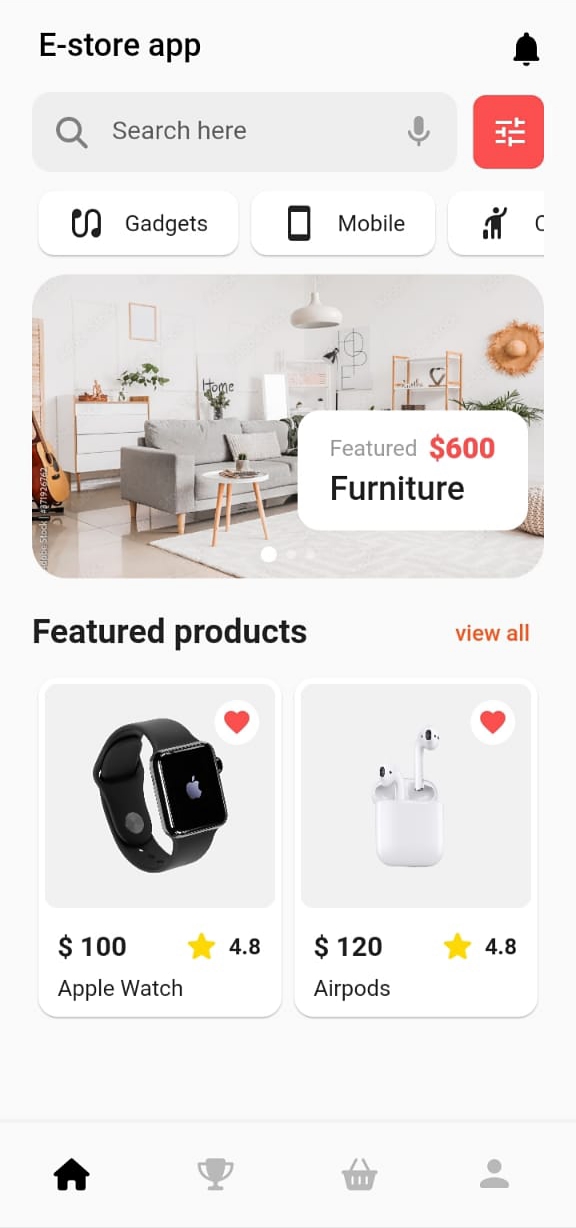 E-store app
Search here
Gadgets
Mobile
Home
Featured $600
Furniture
Featured products
view all
$ 100
4.8
Apple Watch
$ 120
4.8
Airpods